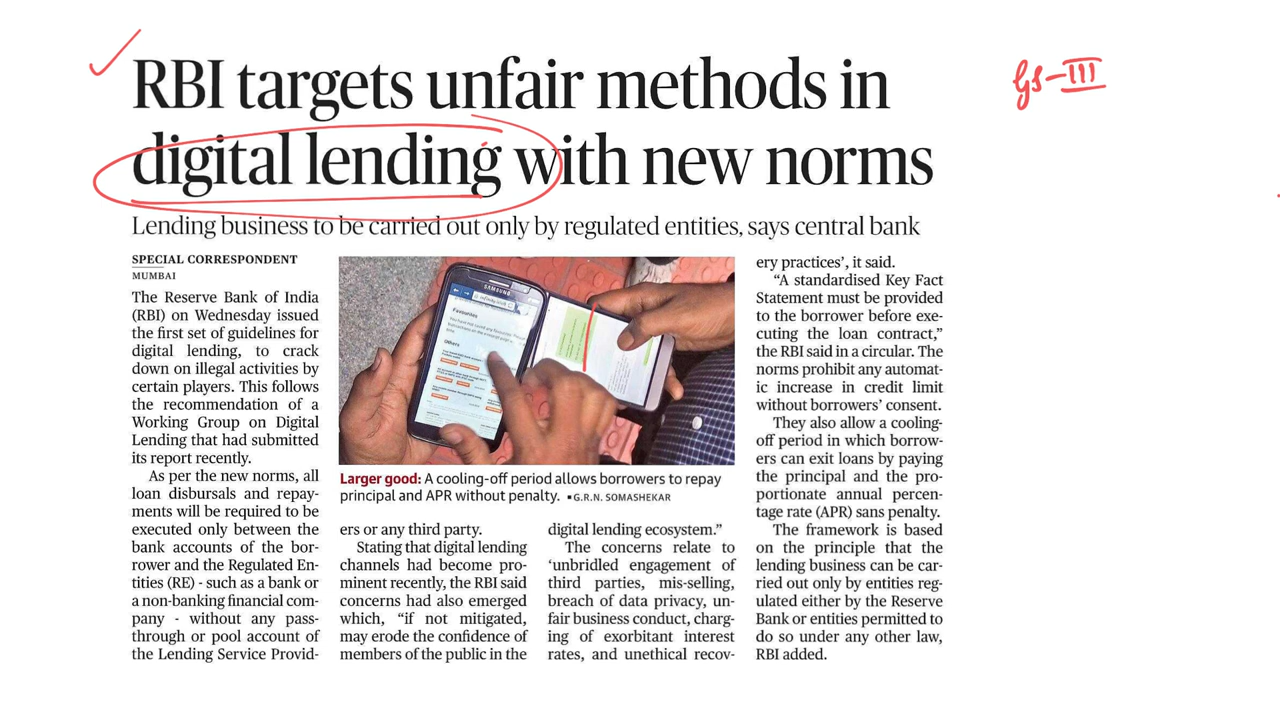 RBI targets unfair methods in
digital lending with new norms
GS-III
Lending business to be carried out only by regulated entities, says central bank
SPECIAL CORRESPONDENT
MUMBAI
The Reserve Bank of India
(RBI) on Wednesday issued
the first set of guidelines for
digital lending, to crack
down on illegal activities by
certain players. This follows
the recommendation of a
Working Group on Digital
Lending that had submitted
its report recently.
As per the new norms, all
loan disbursals and repay-
ments will be required to be
executed only between the
bank accounts of the bor-
rower and the Regulated En-
tities (RE) - such as a bank or
a non-banking financial com-
pany - without any pass-
through or pool account of
the Lending Service Provid-
SAMSUNG
Favourites
Others
Larger good: A cooling-off period allows borrowers to repay
principal and APR without penalty. ▪G.R.N. SOMASHEKAR
ers or any third party.
Stating that digital lending
channels had become pro-
minent recently, the RBI said
concerns had also emerged
which, “if not mitigated,
may erode the confidence of
members of the public in the
digital lending ecosystem.”
The concerns relate to
‘unbridled engagement of
third parties, mis-selling,
breach of data privacy, un-
fair business conduct, charg-
ing of exorbitant interest
rates, and unethical recov-
ery practices’, it said.
“A standardised Key Fact
Statement must be provided
to the borrower before exe-
cuting the loan contract,”
the RBI said in a circular. The
norms prohibit any automat-
ic increase in credit limit
without borrowers’ consent.
They also allow a cooling-
off period in which borrow-
ers can exit loans by paying
the principal and the pro-
portionate annual percen-
tage rate (APR) sans penalty.
The framework is based
on the principle that the
lending business can be car-
ried out only by entities reg-
ulated either by the Reserve
Bank or entities permitted to
do so under any other law,
RBI added.